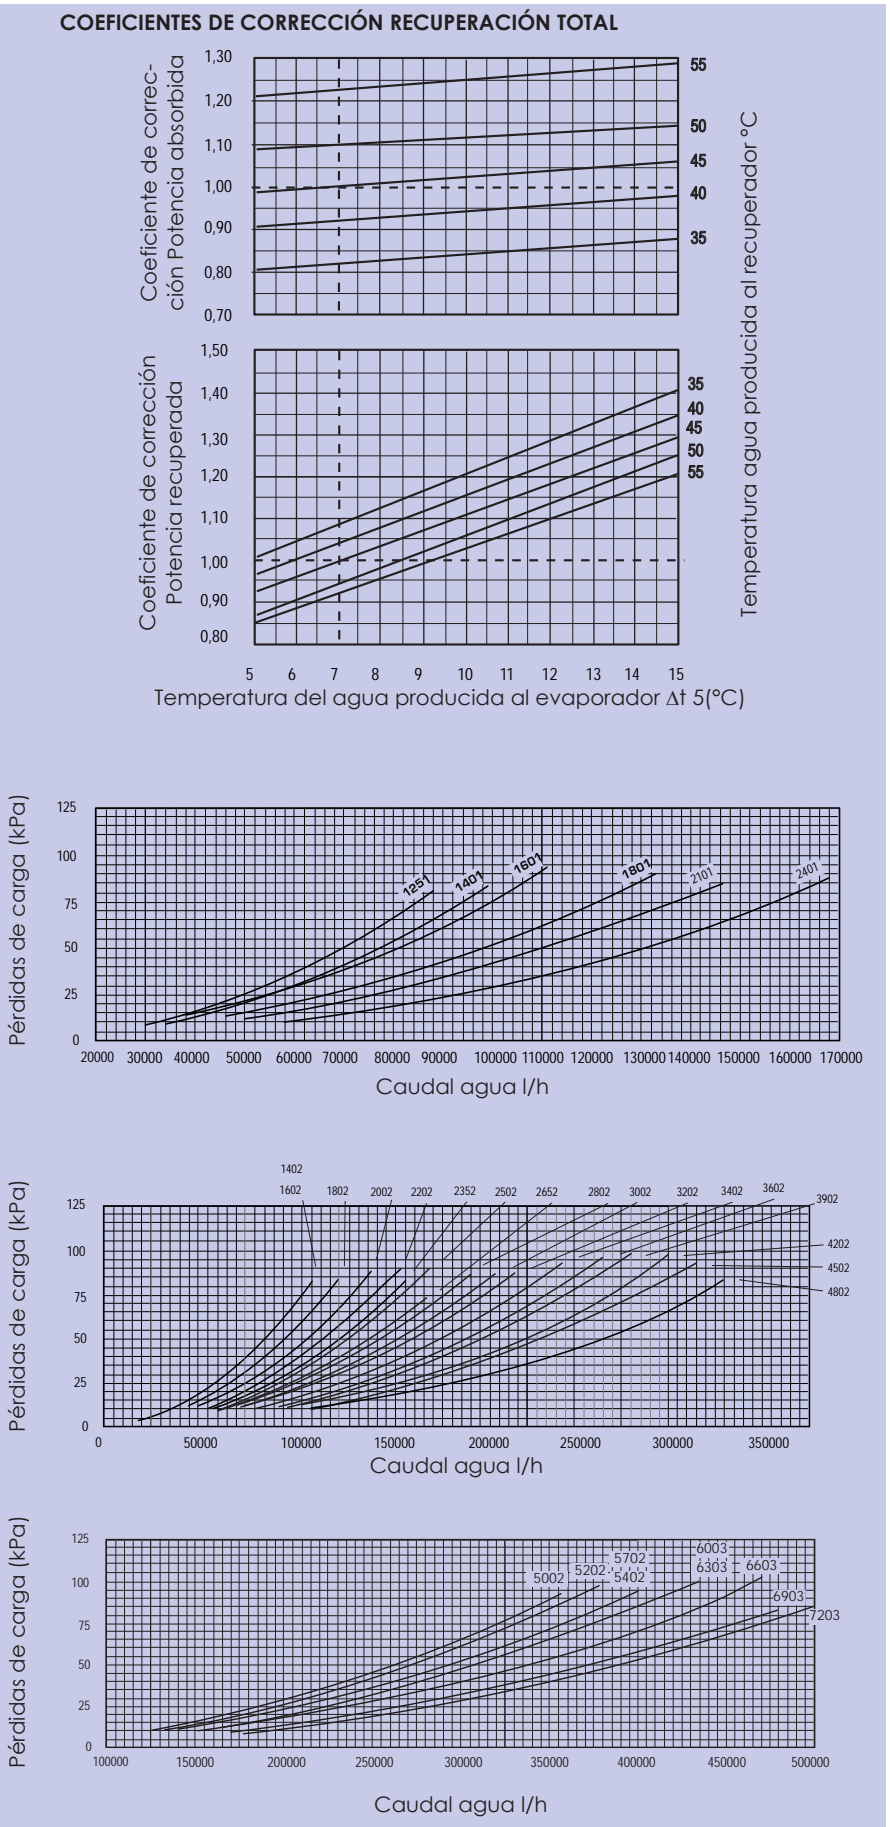 COEFICIENTES DE CORRECCIÓN RECUPERACIÓN TOTAL
Coeficiente de correc-
ción Potencia absorbida
1,30
1,20
1,10
1,00
0,90
0,80
0,70
55
50
45
40
35
Temperatura agua producida al recuperador °C
Coeficiente de corrección
Potencia recuperada
1,50
1,40
1,30
1,20
1,10
1,00
0,90
0,80
35
40
45
50
55
5 6 7 8 9 10 11 12 13 14 15
Temperatura del agua producida al evaporador Δt 5(°C)
Pérdidas de carga (kPa)
125
100
75
50
25
0
1251 1401 1601 1801 2101 2401
20000 30000 40000 50000 60000 70000 80000 90000 100000 110000 120000 130000 140000 150000 160000 170000
Caudal agua l/h
Pérdidas de carga (kPa)
1402
1602 1802 2002 2202 2352 2502 2652 2802 3002 3202 3402 3602 3902
4202
4502
4802
125
100
75
50
25
0
0 50000 100000 150000 200000 250000 300000 350000
Caudal agua l/h
Pérdidas de carga (kPa)
125
100
75
50
25
0
5002 5202 5702
5402
6003
6303 6603
6903
7203
100000 150000 200000 250000 300000 350000 400000 450000 500000
Caudal agua l/h